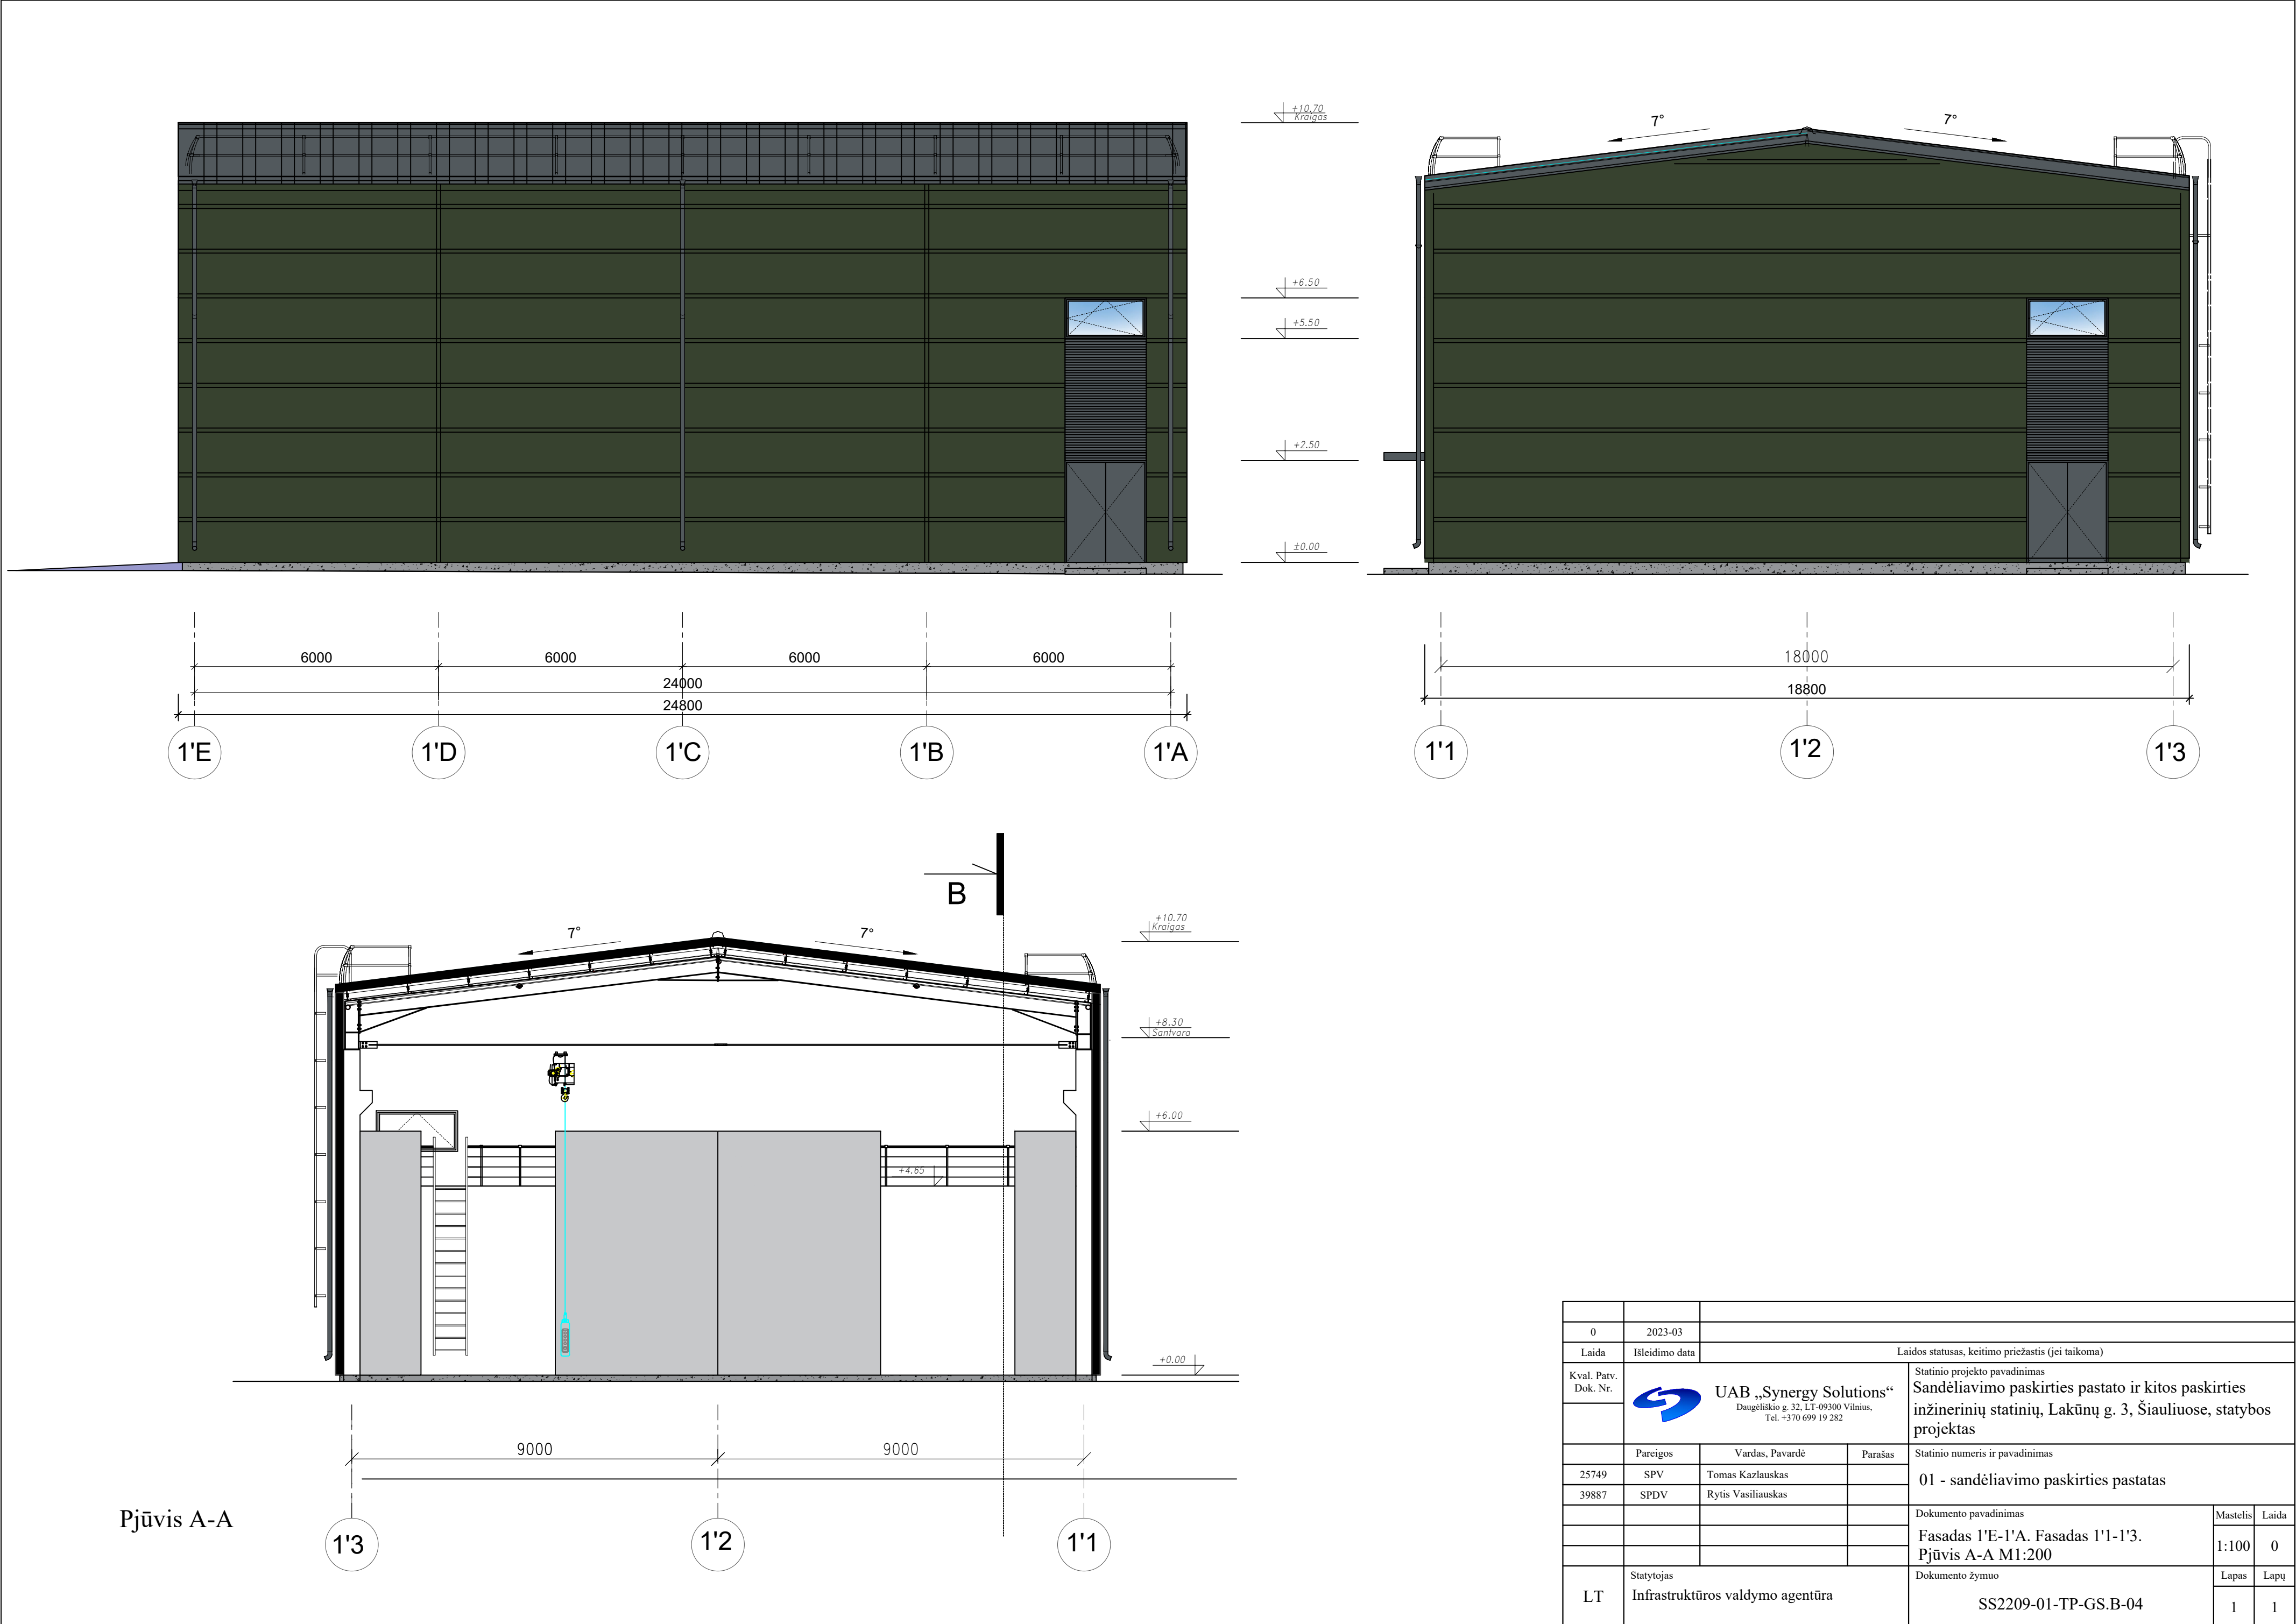 +10.70
Kraigas
+6.50
+5.50
+2.50
±0.00
6000
6000
6000
6000
24000
24800
1'E
1'D
1'C
1'B
1'A
7°
7°
18000
18800
1'1
1'2
1'3
B
7°
7°
+10.70
Kraigas
+8.30
Santvara
+6.00
+4.65
+0.00
9000
9000
Pjūvis A-A
1'3
1'2
1'1
0
2023-03
Laida
Išleidimo data
Laidos statusas, keitimo priežastis (jei taikoma)
Kval. Patv.
Dok. Nr.
UAB „Synergy Solutions“
Daugėliškio g. 32, LT-09300 Vilnius,
Tel. +370 699 19 282
Statinio projekto pavadinimas
Sandėliavimo paskirties pastato ir kitos paskirties
inžinerinių statinių, Lakūnų g. 3, Šiauliuose, statybos
projektas
Pareigos
Vardas, Pavardė
Parašas
25749
SPV
Tomas Kazlauskas
39887
SPDV
Rytis Vasiliauskas
Statinio numeris ir pavadinimas
01 - sandėliavimo paskirties pastatas
Dokumento pavadinimas
Fasadas 1'E-1'A. Fasadas 1'1-1'3.
Pjūvis A-A M1:200
Mastelis
Laida
1:100
0
LT
Statytojas
Infrastruktūros valdymo agentūra
Dokumento žymuo
SS2209-01-TP-GS.B-04
Lapas
Lapų
1
1